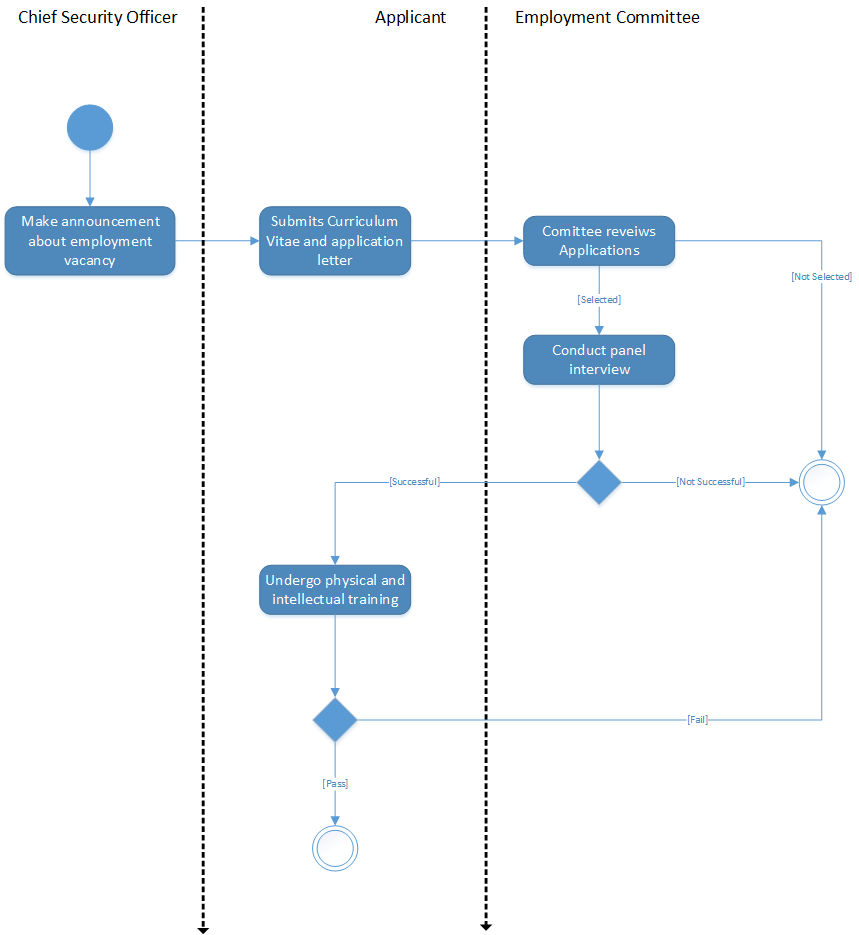 Chief Security Officer
Applicant
Employment Committee
Make announcement
about employment
vacancy
Submits Curriculum
Vitae and application
letter
Comittee reveiws
Applications
[Not Selected]
[Selected]
Conduct panel
interview
[Successful]
[Not Successful]
Undergo physical and
intellectual training
[Fail]
[Pass]